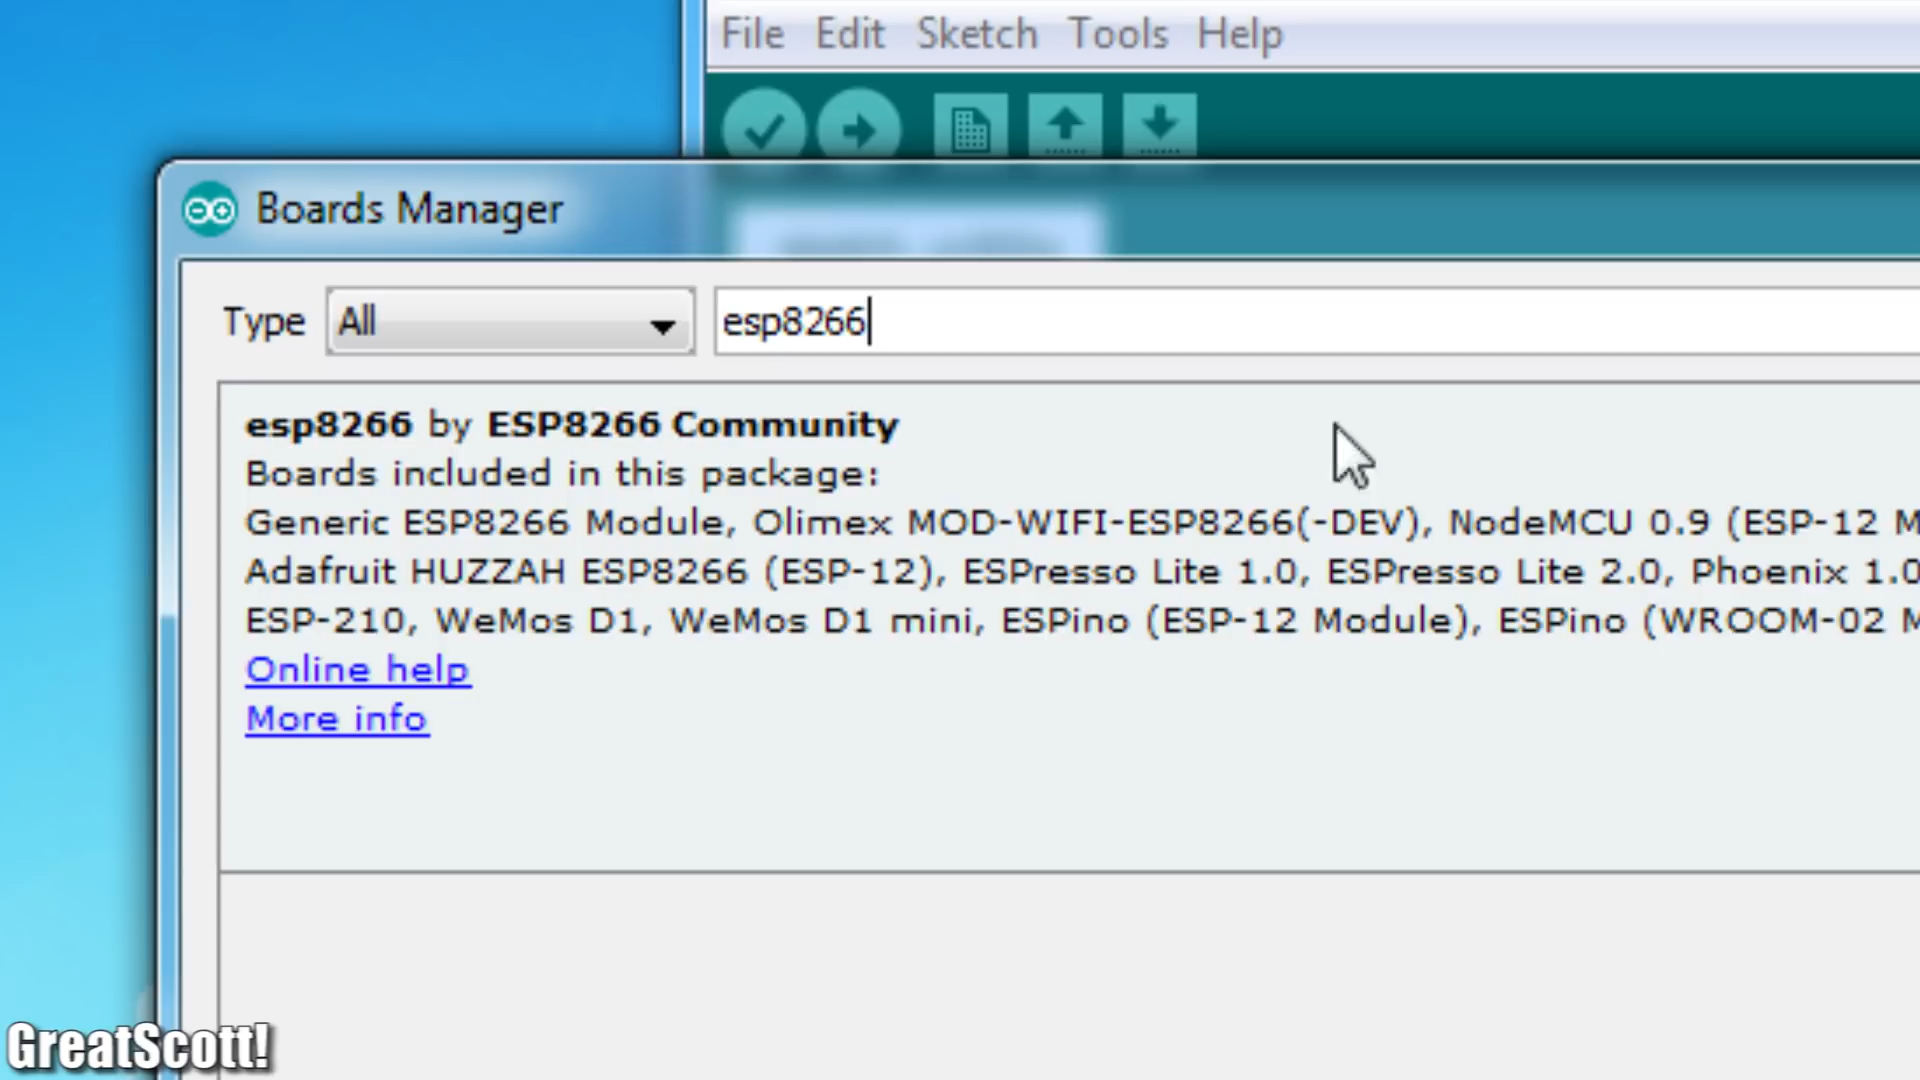 File Edit Sketch Tools Help
Boards Manager
Type All esp8266
esp8266 by ESP8266 Community
Boards included in this package:
Generic ESP8266 Module, Olimex MOD-WIFI-ESP8266(-DEV), NodeMCU 0.9 (ESP-12 M
Adafruit HUZZAH ESP8266 (ESP-12), ESPresso Lite 1.0, ESPresso Lite 2.0, Phoenix 1.0
ESP-210, WeMos D1, WeMos D1 mini, ESPino (ESP-12 Module), ESPino (WROOM-02 M
Online help
More info
GreatScott!